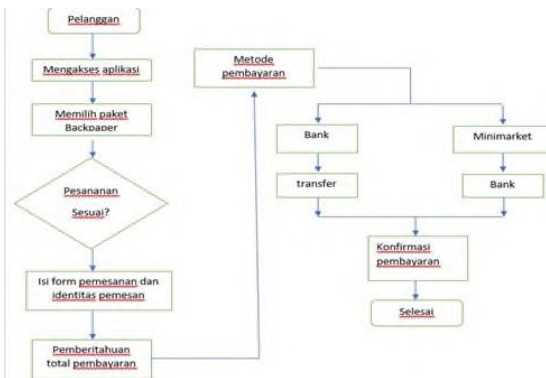 Pelanggan
Mengakses aplikasi
Memilih paket
Backpaper
Pesananan
Sesuai?
Isi form pemesanan dan
identitas pemesan
Pemberitahuan
total pembayaran
Metode
pembayaran
Bank
transfer
Minimarket
Bank
Konfirmasi
pembayaran
Selesai